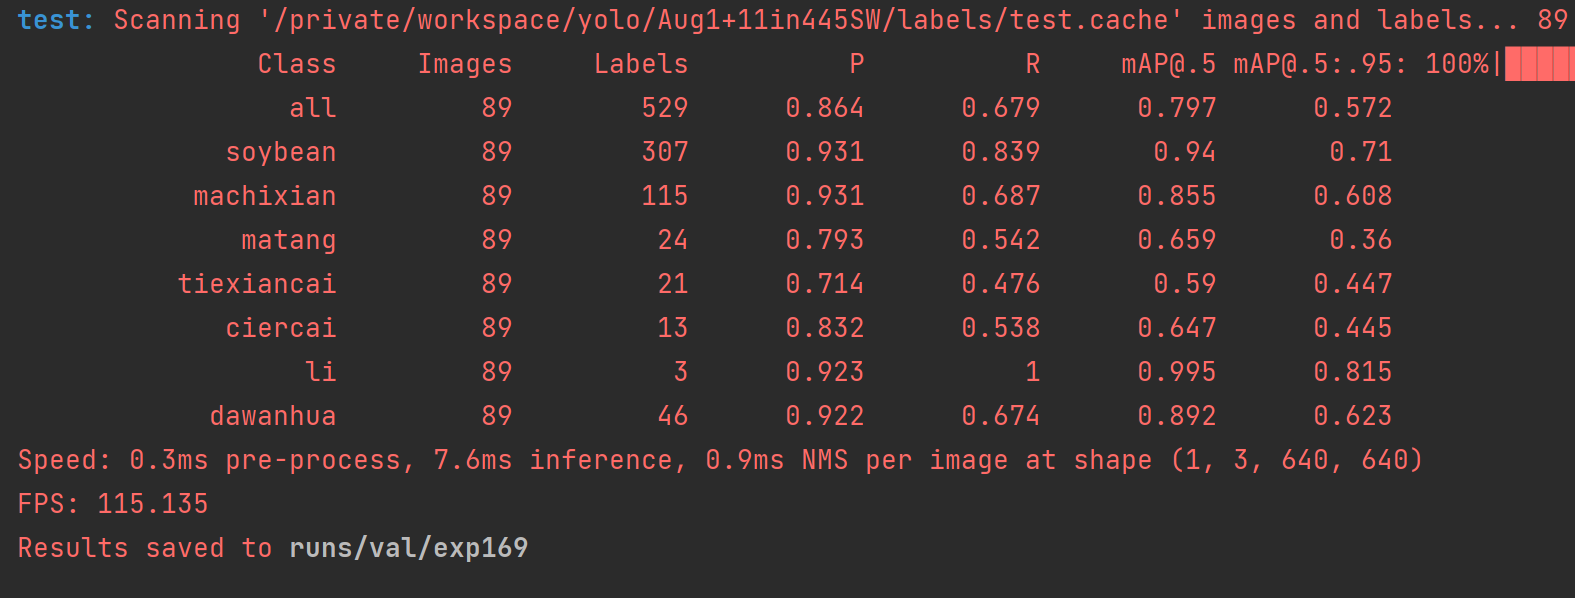 test: Scanning '/private/workspace/yolo/Aug1+11in445SW/labels/test.cache' images and labels... 89
Class Images Labels P R mAP@.5 mAP@.5:.95: 100%|
all 89 529 0.864 0.679 0.797 0.572
soybean 89 307 0.931 0.839 0.94 0.71
machixian 89 115 0.931 0.687 0.855 0.608
matang 89 24 0.793 0.542 0.659 0.36
tiexiancai 89 21 0.714 0.476 0.59 0.447
ciercai 89 13 0.832 0.538 0.647 0.445
li 89 3 0.923 1 0.995 0.815
dawanhua 89 46 0.922 0.674 0.892 0.623
Speed: 0.3ms pre-process, 7.6ms inference, 0.9ms NMS per image at shape (1, 3, 640, 640)
FPS: 115.135
Results saved to runs/val/exp169